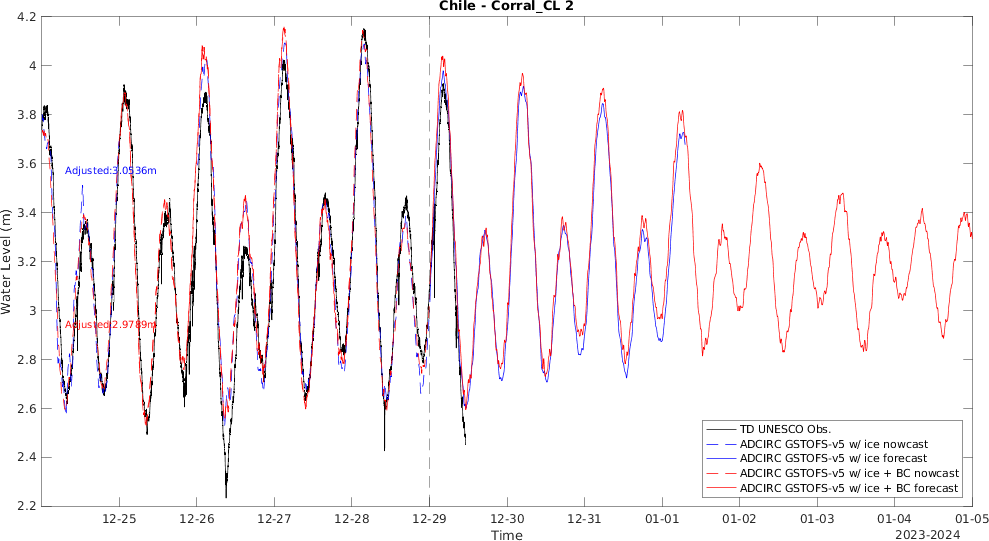 Chile - Corral_CL 2
4.2
4
3.8
3.6
3.4
3.2
3
2.8
2.6
2.4
2.2
Water Level (m)
Adjusted:3.0536m
Adjusted:2.9789m
TD UNESCO Obs.
ADCIRC GSTOFS-v5 w/ ice nowcast
ADCIRC GSTOFS-v5 w/ ice forecast
ADCIRC GSTOFS-v5 w/ ice + BC nowcast
ADCIRC GSTOFS-v5 w/ ice + BC forecast
12-25 12-26 12-27 12-28 12-29 12-30 12-31 01-01 01-02 01-03 01-04 01-05
Time
2023-2024